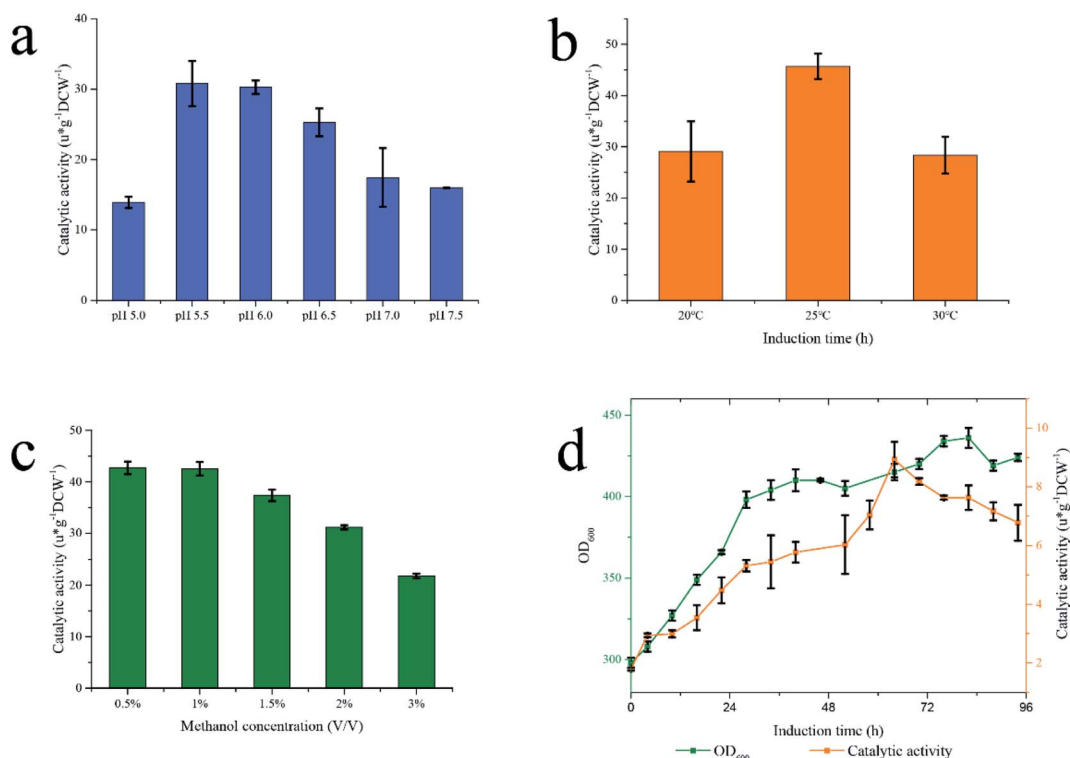 a
Catalytic activity (u*g⁻¹DCW⁻¹)
40
30
20
10
0
pH 5.0 pH 5.5 pH 6.0 pH 6.5 pH 7.0 pH 7.5
b
Catalytic activity (u*g⁻¹DCW⁻¹)
50
40
30
20
10
0
20°C 25°C 30°C
Induction time (h)
c
Catalytic activity (u*g⁻¹DCW⁻¹)
50
40
30
20
10
0
0.5% 1% 1.5% 2% 3%
Methanol concentration (V/V)
d
OD₆₀₀
450
400
350
300
0 24 48 72 96
Induction time (h)
10
8
6
4
2
Catalytic activity (u*g⁻¹DCW⁻¹)
OD₆₀₀ Catalytic activity